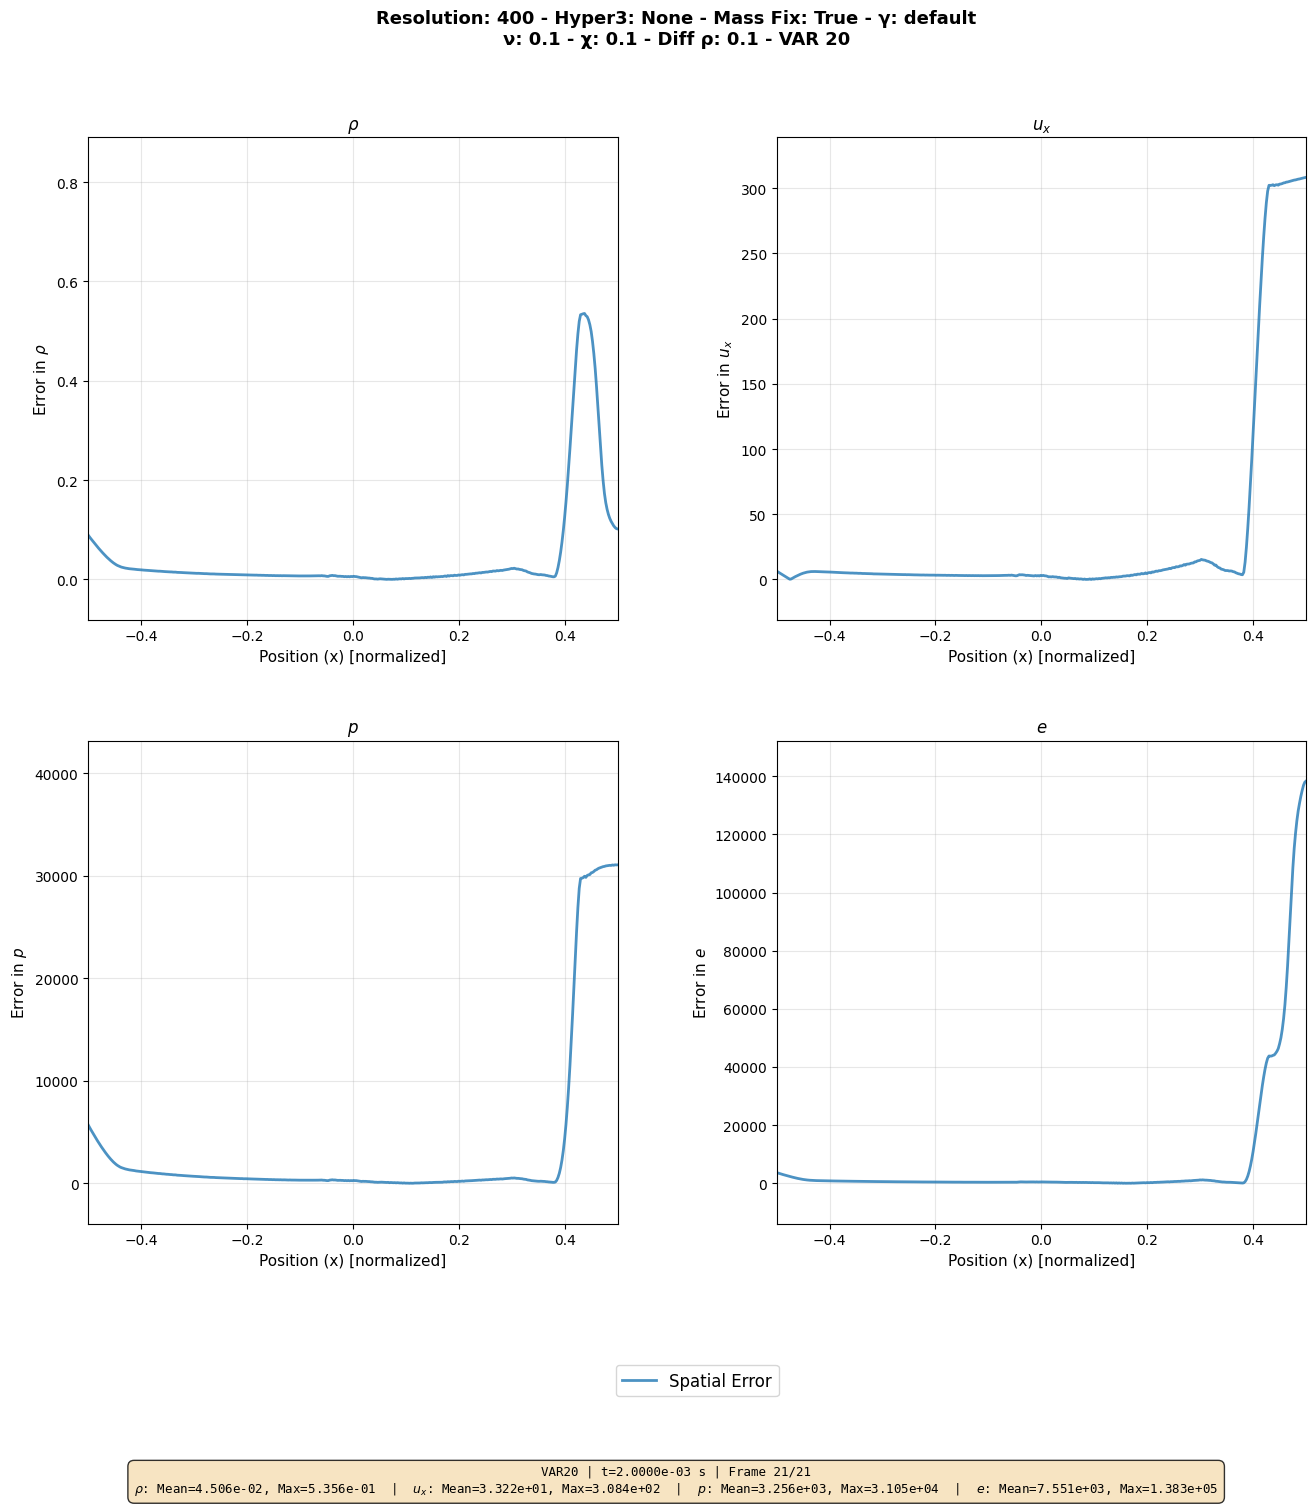 Resolution: 400 - Hyper3: None - Mass Fix: True - γ: default
ν: 0.1 - χ: 0.1 - Diff ρ: 0.1 - VAR 20
ρ
0.8
0.6
0.4
0.2
0.0
Error in ρ
−0.4 −0.2 0.0 0.2 0.4
Position (x) [normalized]
uₓ
300
250
200
150
100
50
0
Error in uₓ
−0.4 −0.2 0.0 0.2 0.4
Position (x) [normalized]
p
40000
30000
20000
10000
0
Error in p
−0.4 −0.2 0.0 0.2 0.4
Position (x) [normalized]
e
140000
120000
100000
80000
60000
40000
20000
0
Error in e
−0.4 −0.2 0.0 0.2 0.4
Position (x) [normalized]
Spatial Error
VAR20 | t=2.0000e-03 s | Frame 21/21
ρ: Mean=4.506e-02, Max=5.356e-01 | uₓ: Mean=3.322e+01, Max=3.084e+02 | p: Mean=3.256e+03, Max=3.105e+04 | e: Mean=7.551e+03, Max=1.383e+05